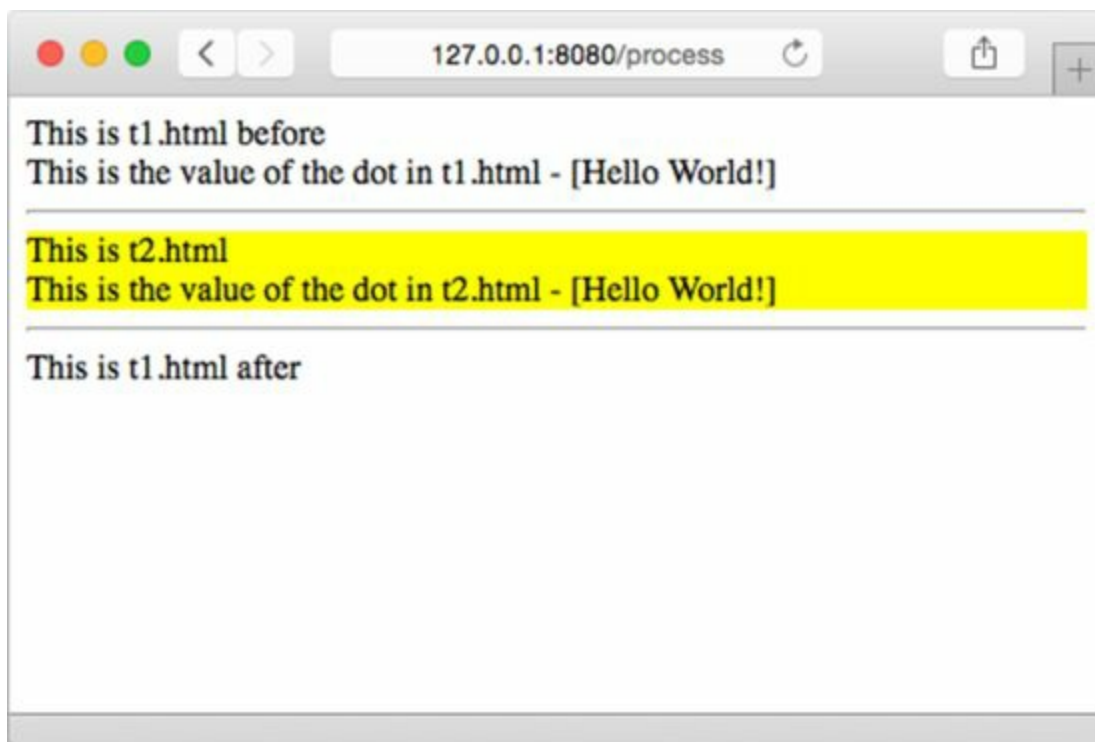 127.0.0.1:8080/process
This is t1.html before
This is the value of the dot in t1.html - [Hello World!]
This is t2.html
This is the value of the dot in t2.html - [Hello World!]
This is t1.html after